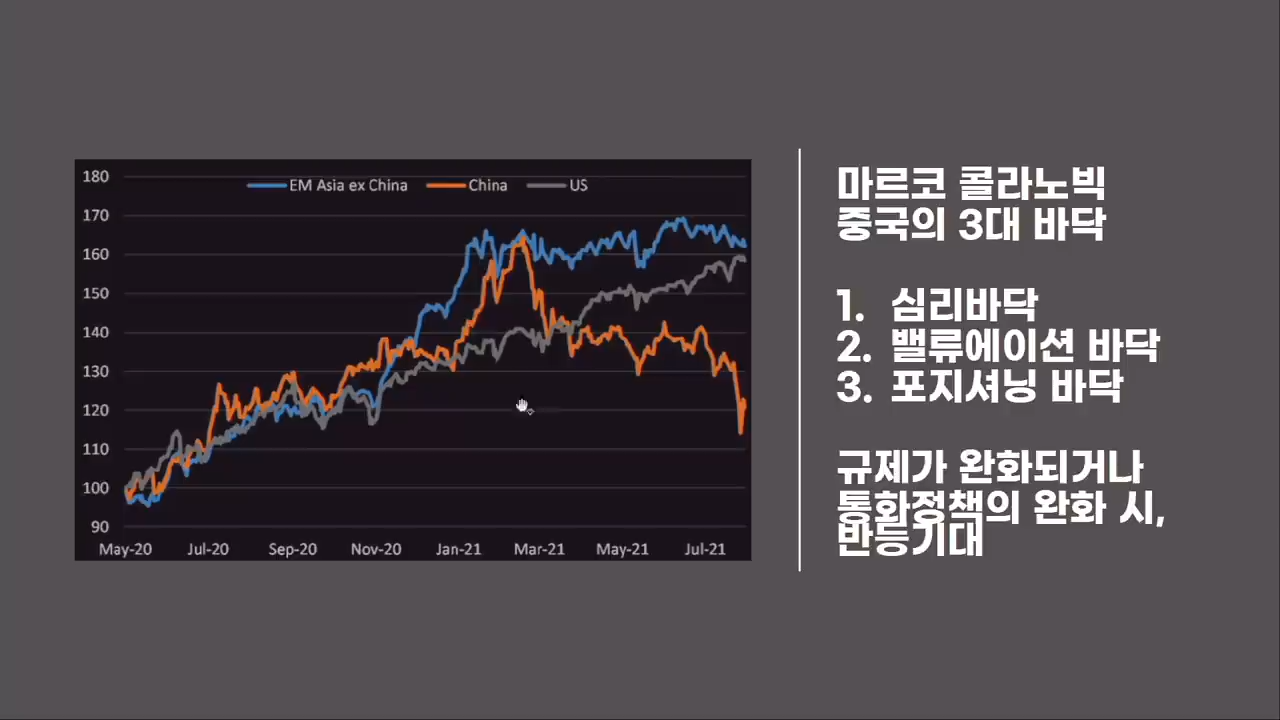 EM Asia ex China China US
180
170
160
150
140
130
120
110
100
90
May-20 Jul-20 Sep-20 Nov-20 Jan-21 Mar-21 May-21 Jul-21
마르코 콜라노빅
중국의 3대 바닥
1. 심리바닥
2. 밸류에이션 바닥
3. 포지셔닝 바닥
규제가 완화되거나
통화정책의 완화 시,
반등기대